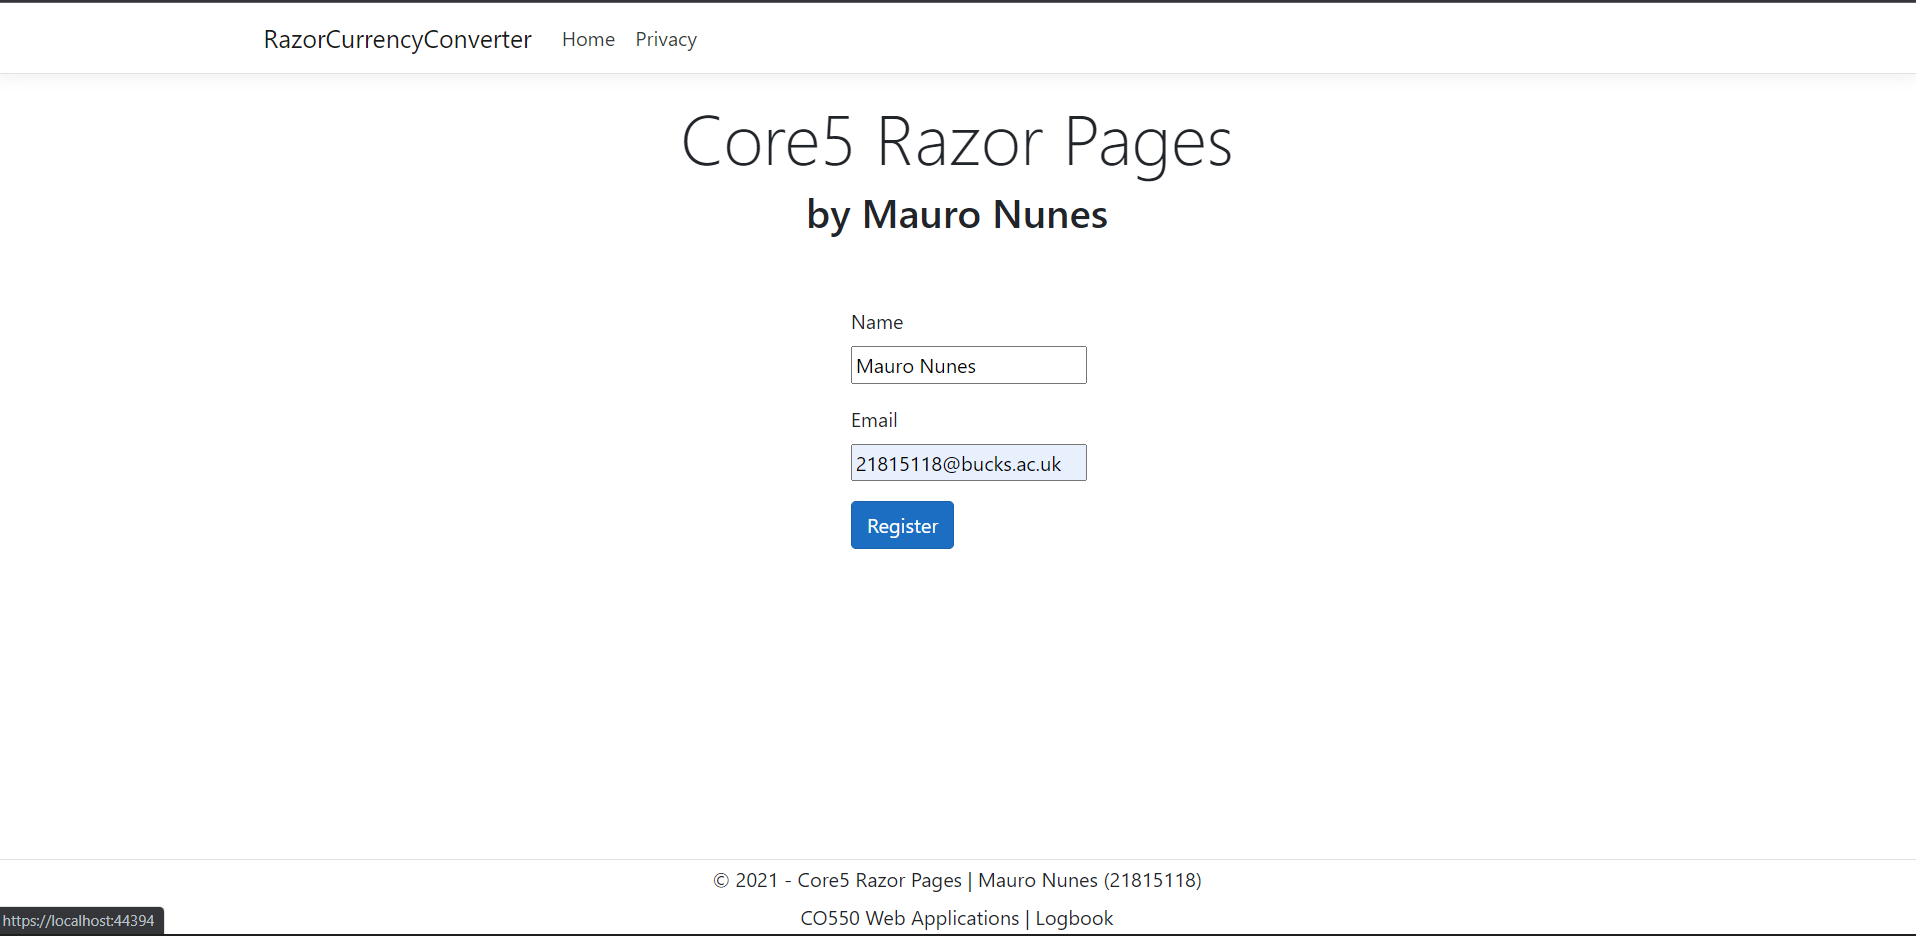 RazorCurrencyConverter Home Privacy
Core5 Razor Pages
by Mauro Nunes
Name
Mauro Nunes
Email
21815118@bucks.ac.uk
Register
© 2021 - Core5 Razor Pages | Mauro Nunes (21815118)
CO550 Web Applications | Logbook
https://localhost:44394